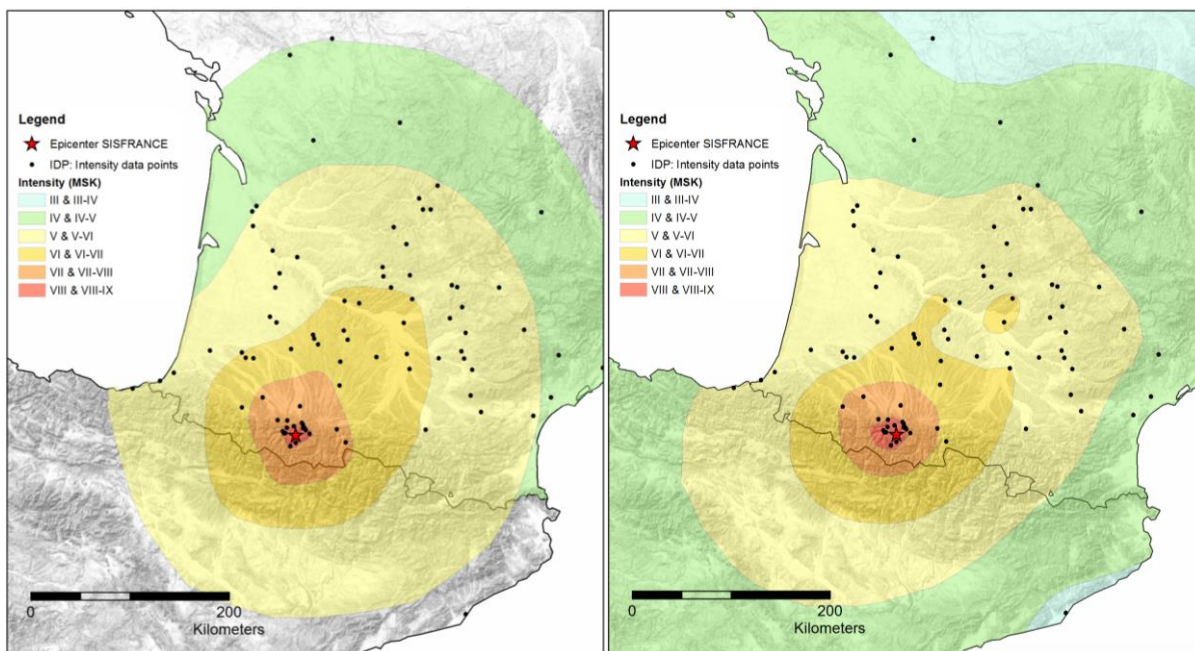 Legend
Epicenter SISFRANCE
IDP: Intensity data points
Intensity (MSK)
III & III-IV
IV & IV-V
V & V-VI
VI & VI-VII
VII & VII-VIII
VIII & VIII-IX
0 200
Kilometers
Legend
Epicenter SISFRANCE
IDP: Intensity data points
Intensity (MSK)
III & III-IV
IV & IV-V
V & V-VI
VI & VI-VII
VII & VII-VIII
VIII & VIII-IX
0 200
Kilometers